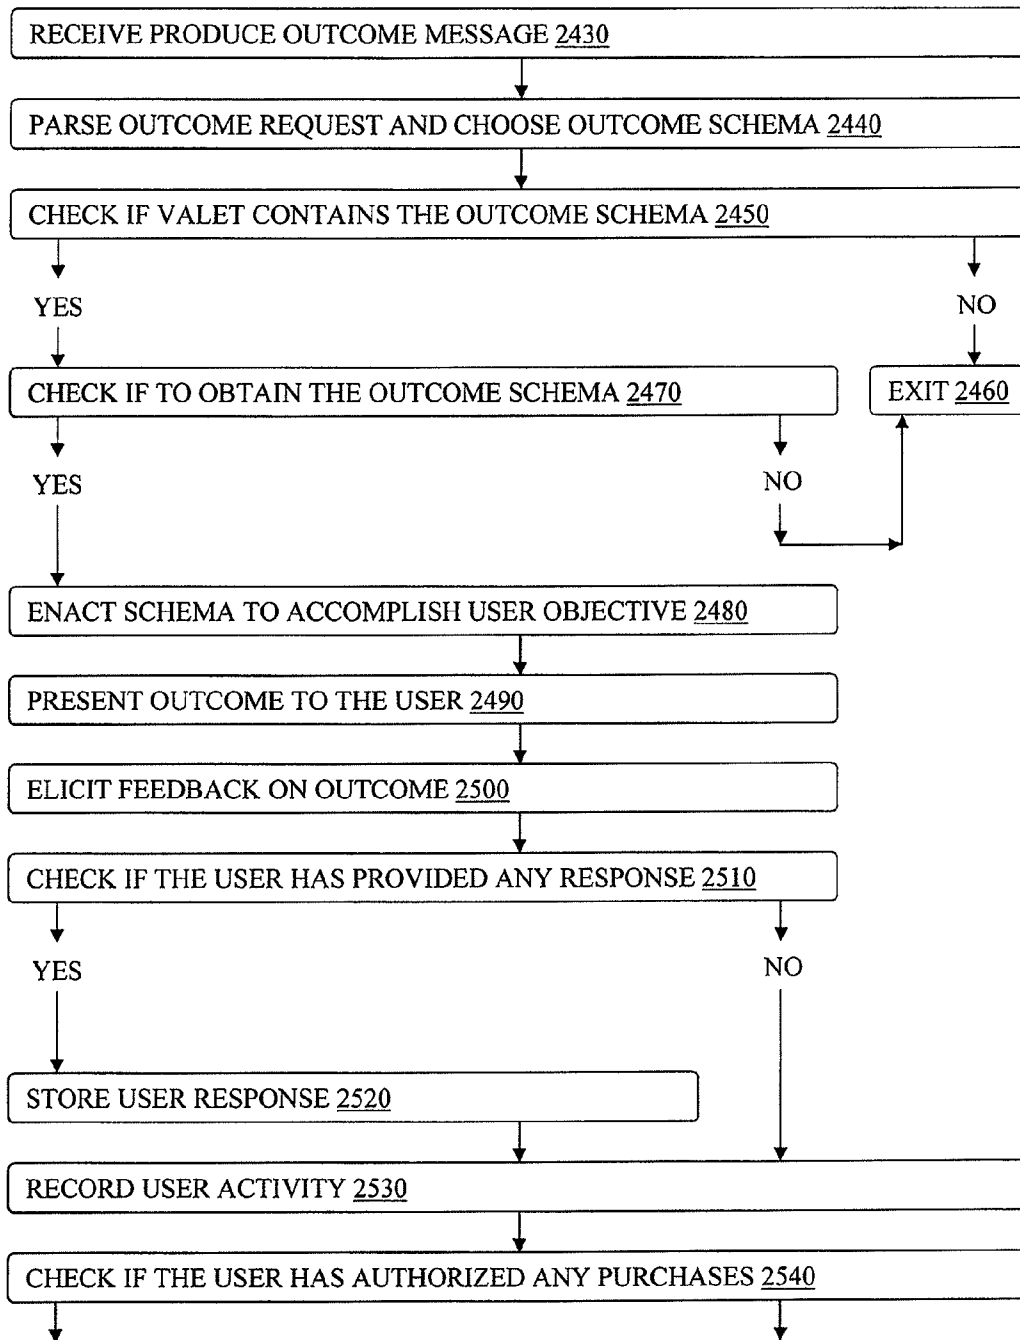 RECEIVE PRODUCE OUTCOME MESSAGE 2430
PARSE OUTCOME REQUEST AND CHOOSE OUTCOME SCHEMA 2440
CHECK IF VALET CONTAINS THE OUTCOME SCHEMA 2450
YES
NO
CHECK IF TO OBTAIN THE OUTCOME SCHEMA 2470
EXIT 2460
YES
NO
ENACT SCHEMA TO ACCOMPLISH USER OBJECTIVE 2480
PRESENT OUTCOME TO THE USER 2490
ELICIT FEEDBACK ON OUTCOME 2500
CHECK IF THE USER HAS PROVIDED ANY RESPONSE 2510
YES
NO
STORE USER RESPONSE 2520
RECORD USER ACTIVITY 2530
CHECK IF THE USER HAS AUTHORIZED ANY PURCHASES 2540